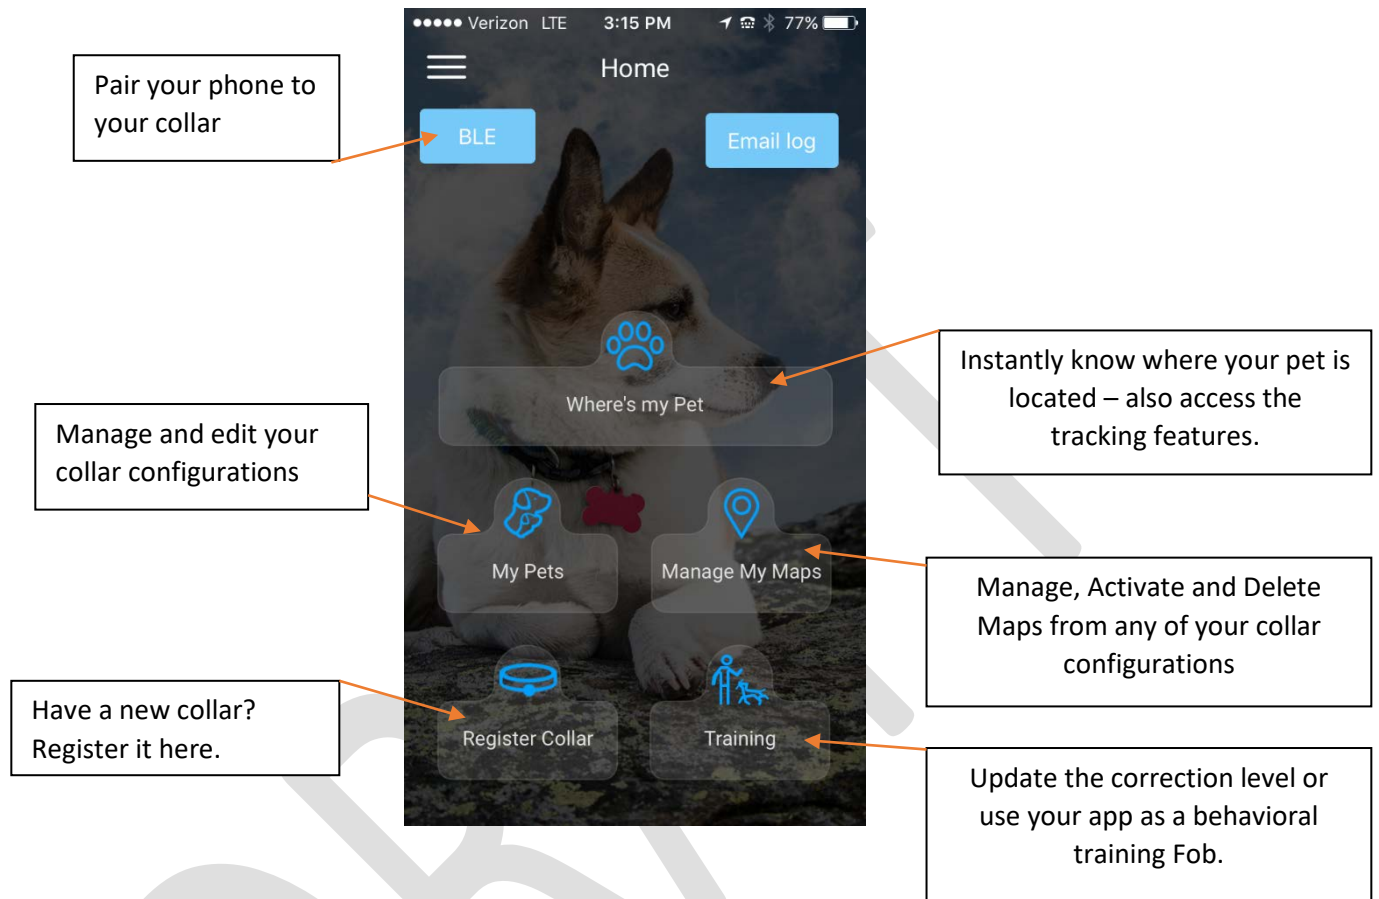 Verizon LTE 3:15 PM 77%
Home
Pair your phone to
your collar
BLE
Email log
Where's my Pet
Instantly know where your pet is
located – also access the
tracking features.
Manage and edit your
collar configurations
My Pets
Manage My Maps
Manage, Activate and Delete
Maps from any of your collar
configurations
Have a new collar?
Register it here.
Register Collar
Training
Update the correction level or
use your app as a behavioral
training Fob.